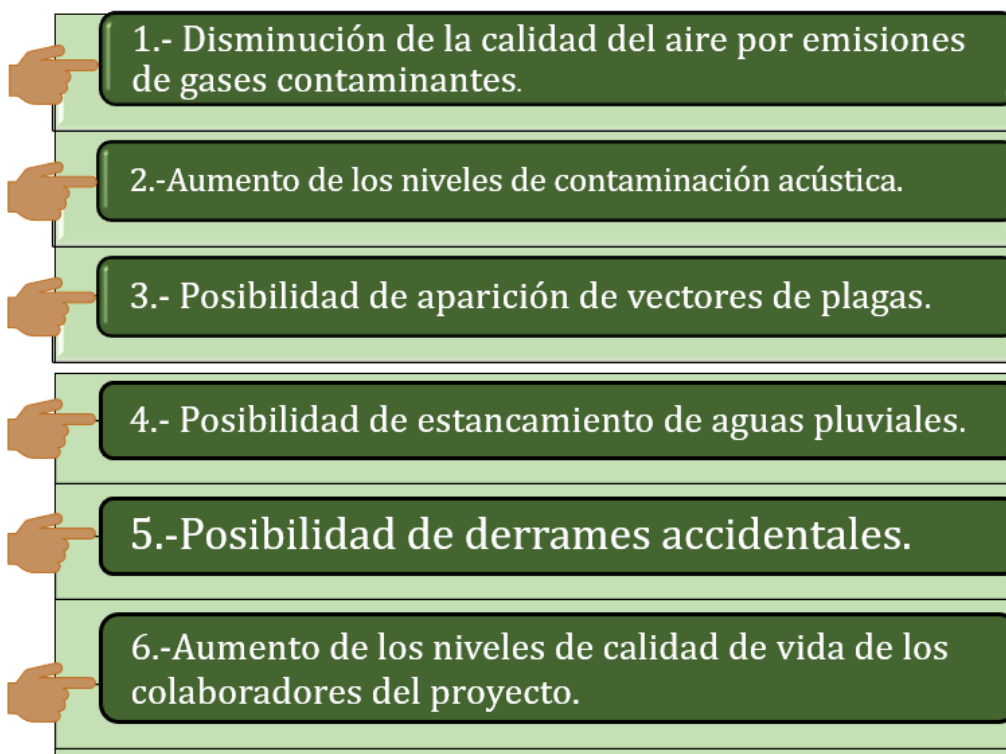 1.- Disminución de la calidad del aire por emisiones
de gases contaminantes.
2.-Aumento de los niveles de contaminación acústica.
3.- Posibilidad de aparición de vectores de plagas.
4.- Posibilidad de estancamiento de aguas pluviales.
5.-Posibilidad de derrames accidentales.
6.-Aumento de los niveles de calidad de vida de los
colaboradores del proyecto.